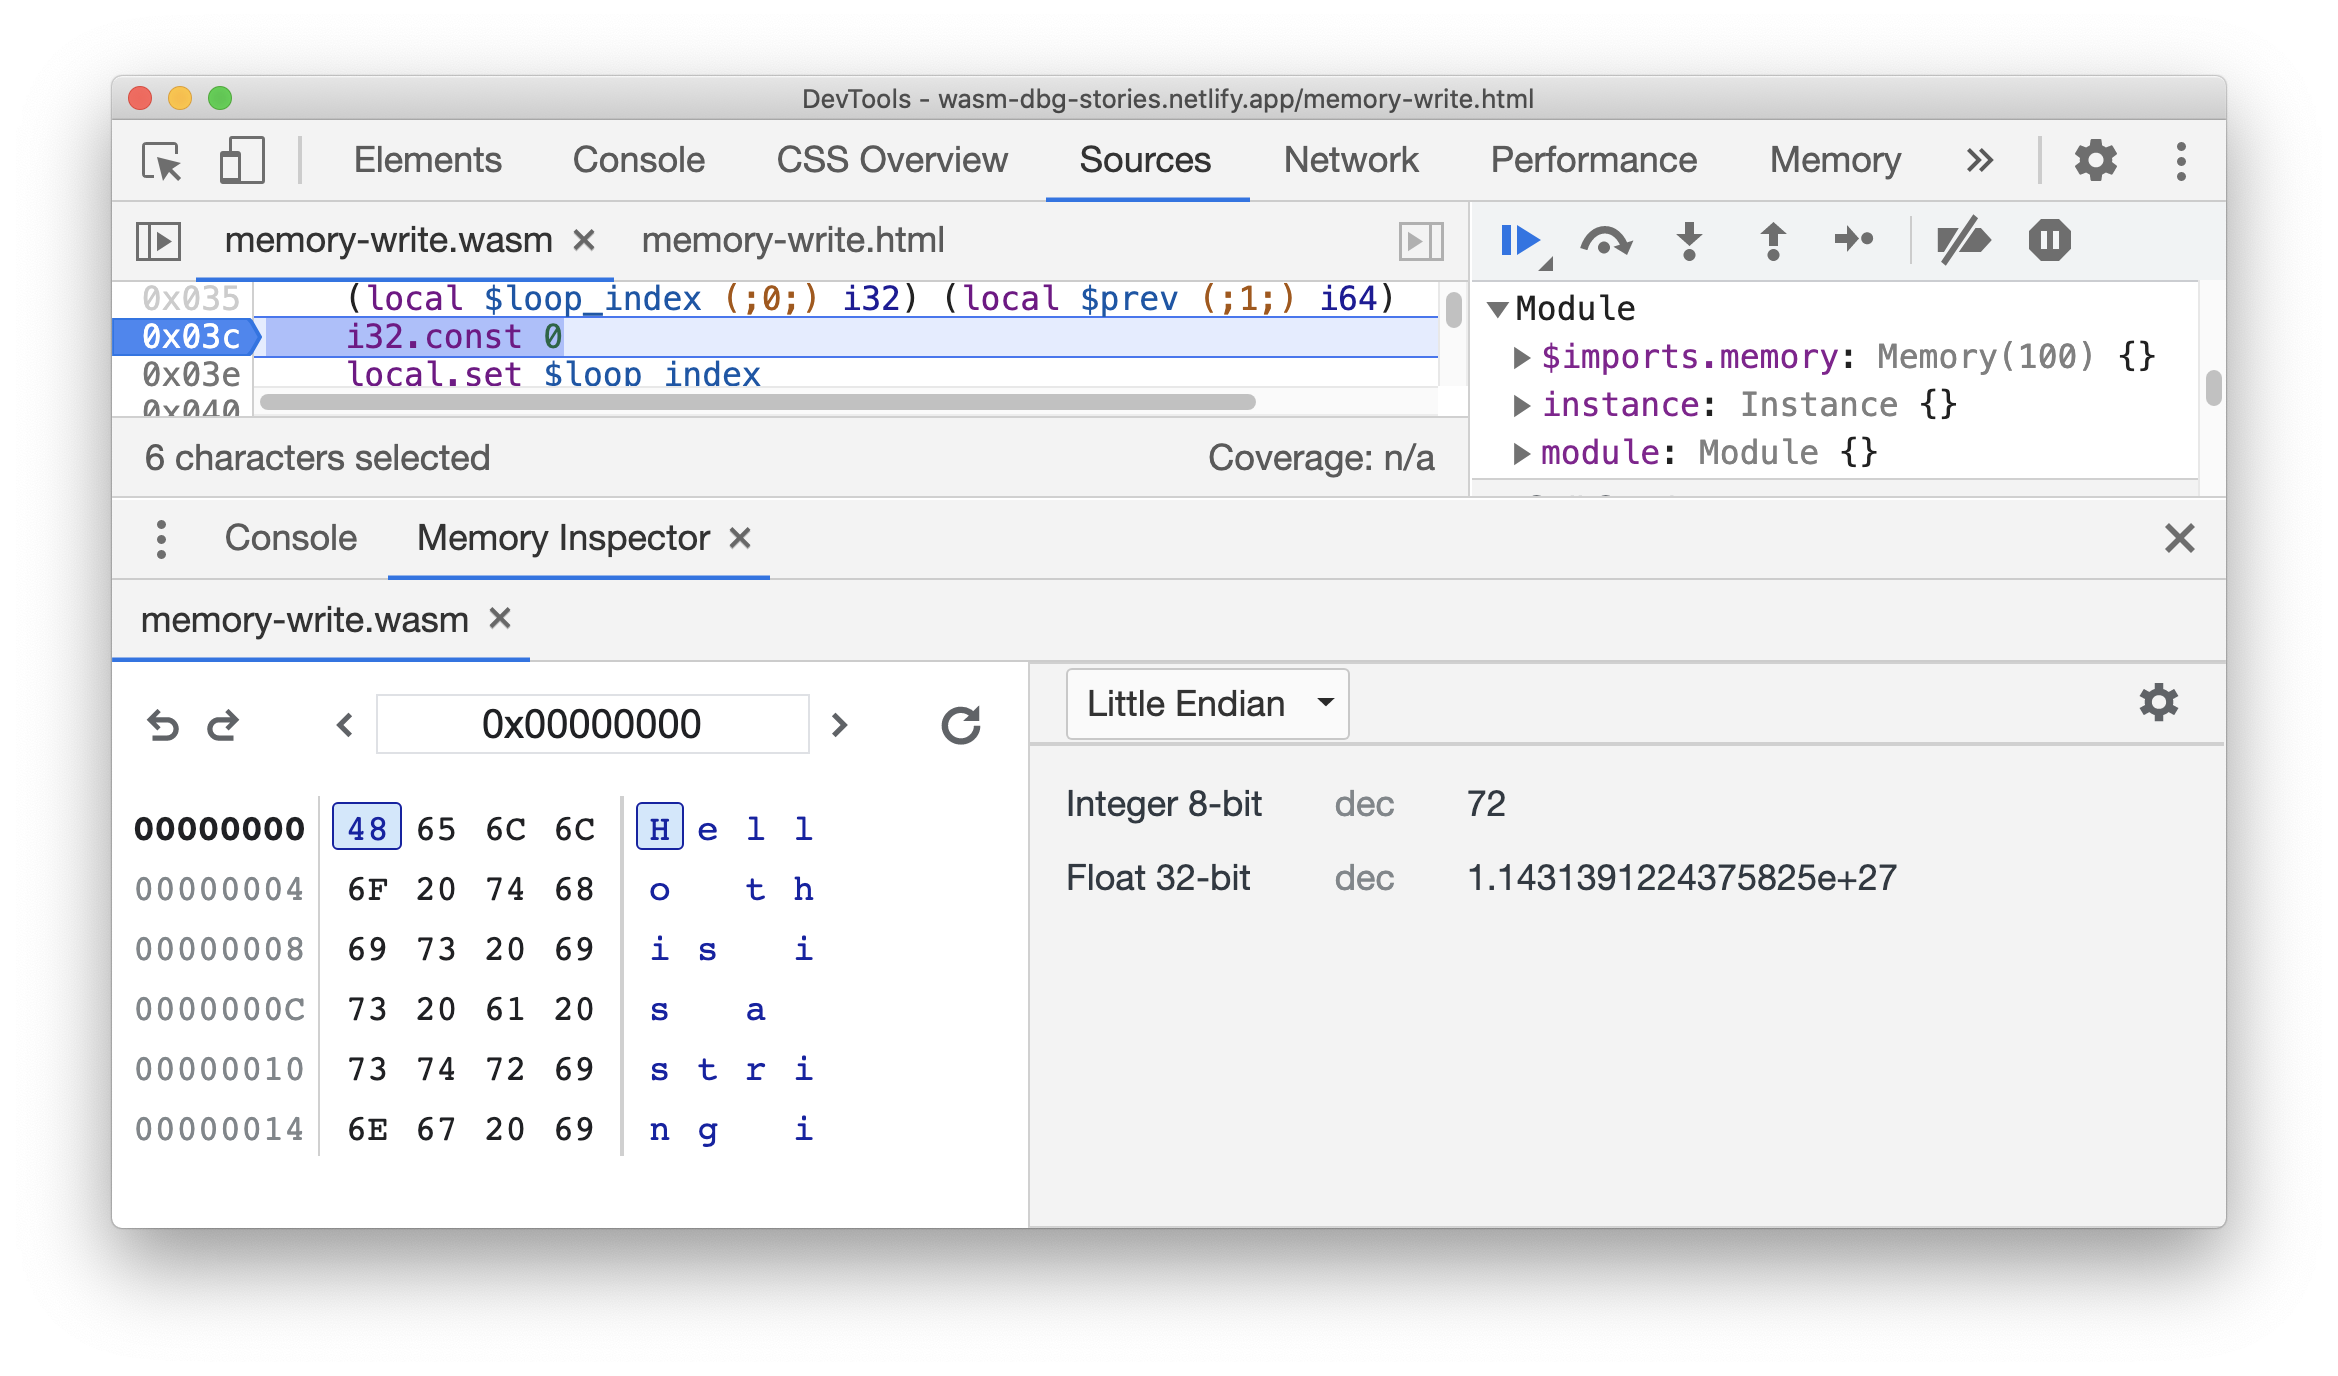 DevTools - wasm-dbg-stories.netlify.app/memory-write.html
Elements Console CSS Overview Sources Network Performance Memory »
memory-write.wasm × memory-write.html
0x035 (local $loop_index (;0;) i32) (local $prev (;1;) i64)
0x03c i32.const 0
0x03e local.set $loop_index
0x040
6 characters selected Coverage: n/a
Module
$imports.memory: Memory(100) {}
instance: Instance {}
module: Module {}
Console Memory Inspector ×
memory-write.wasm ×
0x00000000
00000000 48 65 6C 6C H e l l
00000004 6F 20 74 68 o t h
00000008 69 73 20 69 i s i
0000000C 73 20 61 20 s a
00000010 73 74 72 69 s t r i
00000014 6E 67 20 69 n g i
Little Endian
Integer 8-bit dec 72
Float 32-bit dec 1.1431391224375825e+27